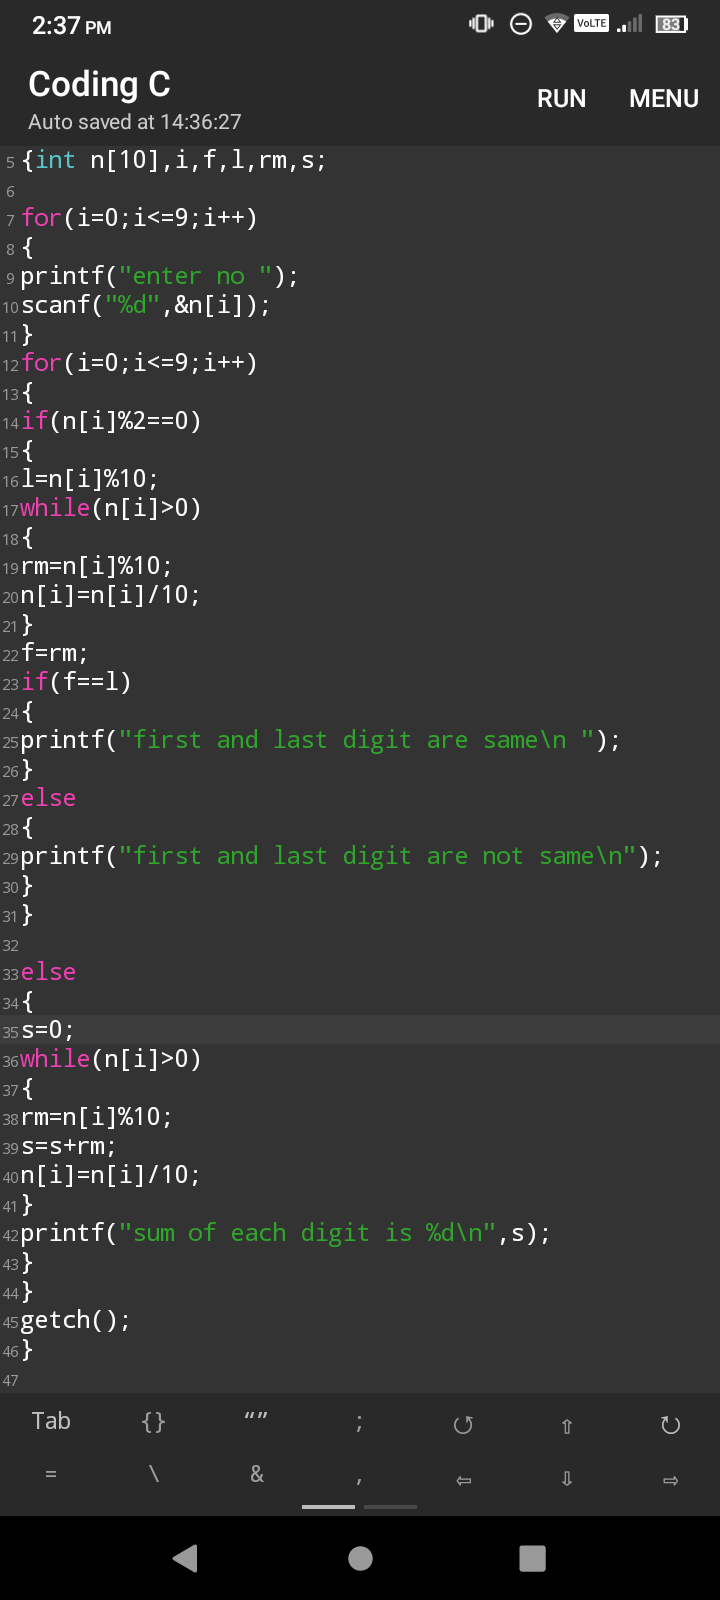 2:37 PM
VoLTE
83
Coding C
RUN MENU
Auto saved at 14:36:27
5 {int n[10],i,f,l,rm,s;
6
7 for(i=0;i<=9;i++)
8 {
9 printf("enter no ");
10 scanf("%d",&n[i]);
11 }
12 for(i=0;i<=9;i++)
13 {
14 if(n[i]%2==0)
15 {
16 l=n[i]%10;
17 while(n[i]>0)
18 {
19 rm=n[i]%10;
20 n[i]=n[i]/10;
21 }
22 f=rm;
23 if(f==l)
24 {
25 printf("first and last digit are same\n ");
26 }
27 else
28 {
29 printf("first and last digit are not same\n");
30 }
31 }
32
33 else
34 {
35 s=0;
36 while(n[i]>0)
37 {
38 rm=n[i]%10;
39 s=s+rm;
40 n[i]=n[i]/10;
41 }
42 printf("sum of each digit is %d\n",s);
43 }
44 }
45 getch();
46 }
47
Tab {} “” ; ⇧
= \ & , ⇦ ⇩ ⇨